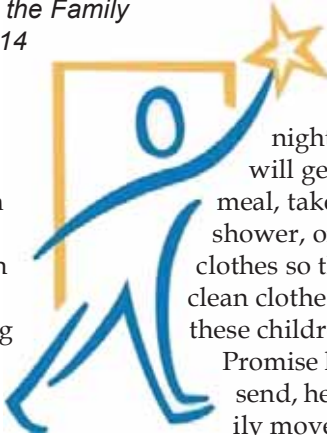 the Family
14
g
night
will ge
meal, take
shower, o
clothes so t
clean clothe
these childr
Promise
send, he
ily move